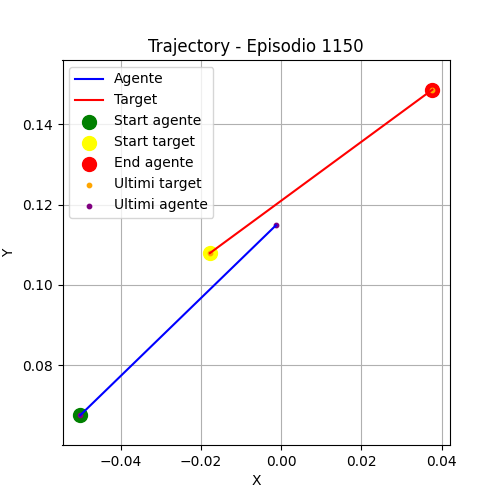 Trajectory - Episodio 1150
Agente
Target
Start agente
Start target
End agente
Ultimi target
Ultimi agente
0.14
0.12
0.10
0.08
Y
−0.04
−0.02
0.00
0.02
0.04
X